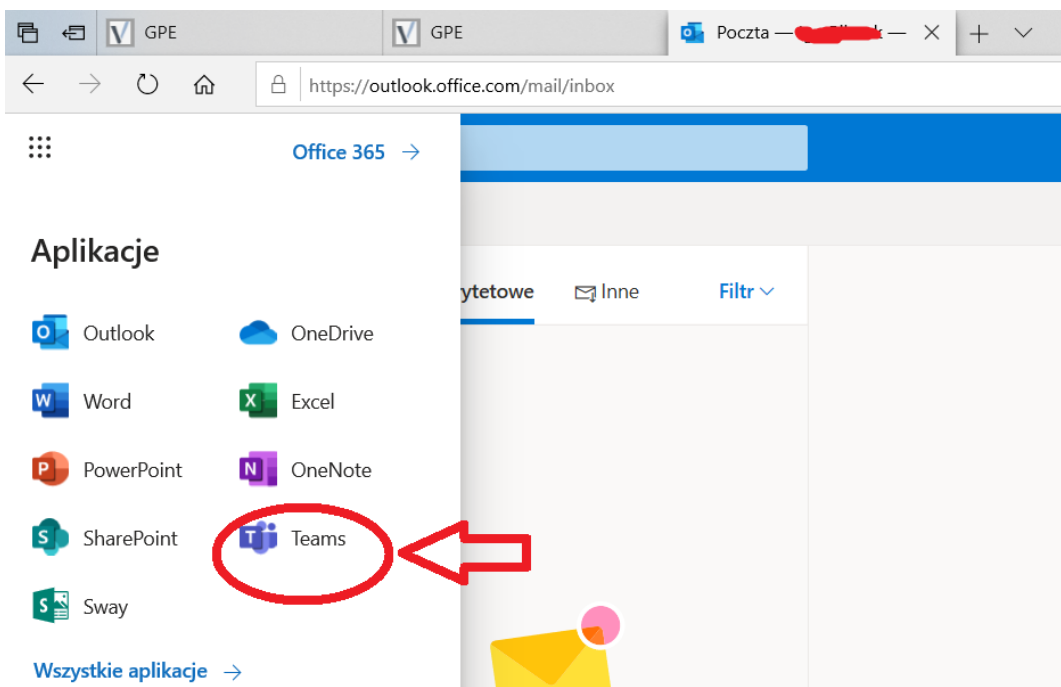 GPE
GPE
Poczta — —
https://outlook.office.com/mail/inbox
Office 365 →
Aplikacje
ytetowe Inne Filtr
Outlook OneDrive
Word Excel
PowerPoint OneNote
SharePoint Teams
Sway
Wszystkie aplikacje →